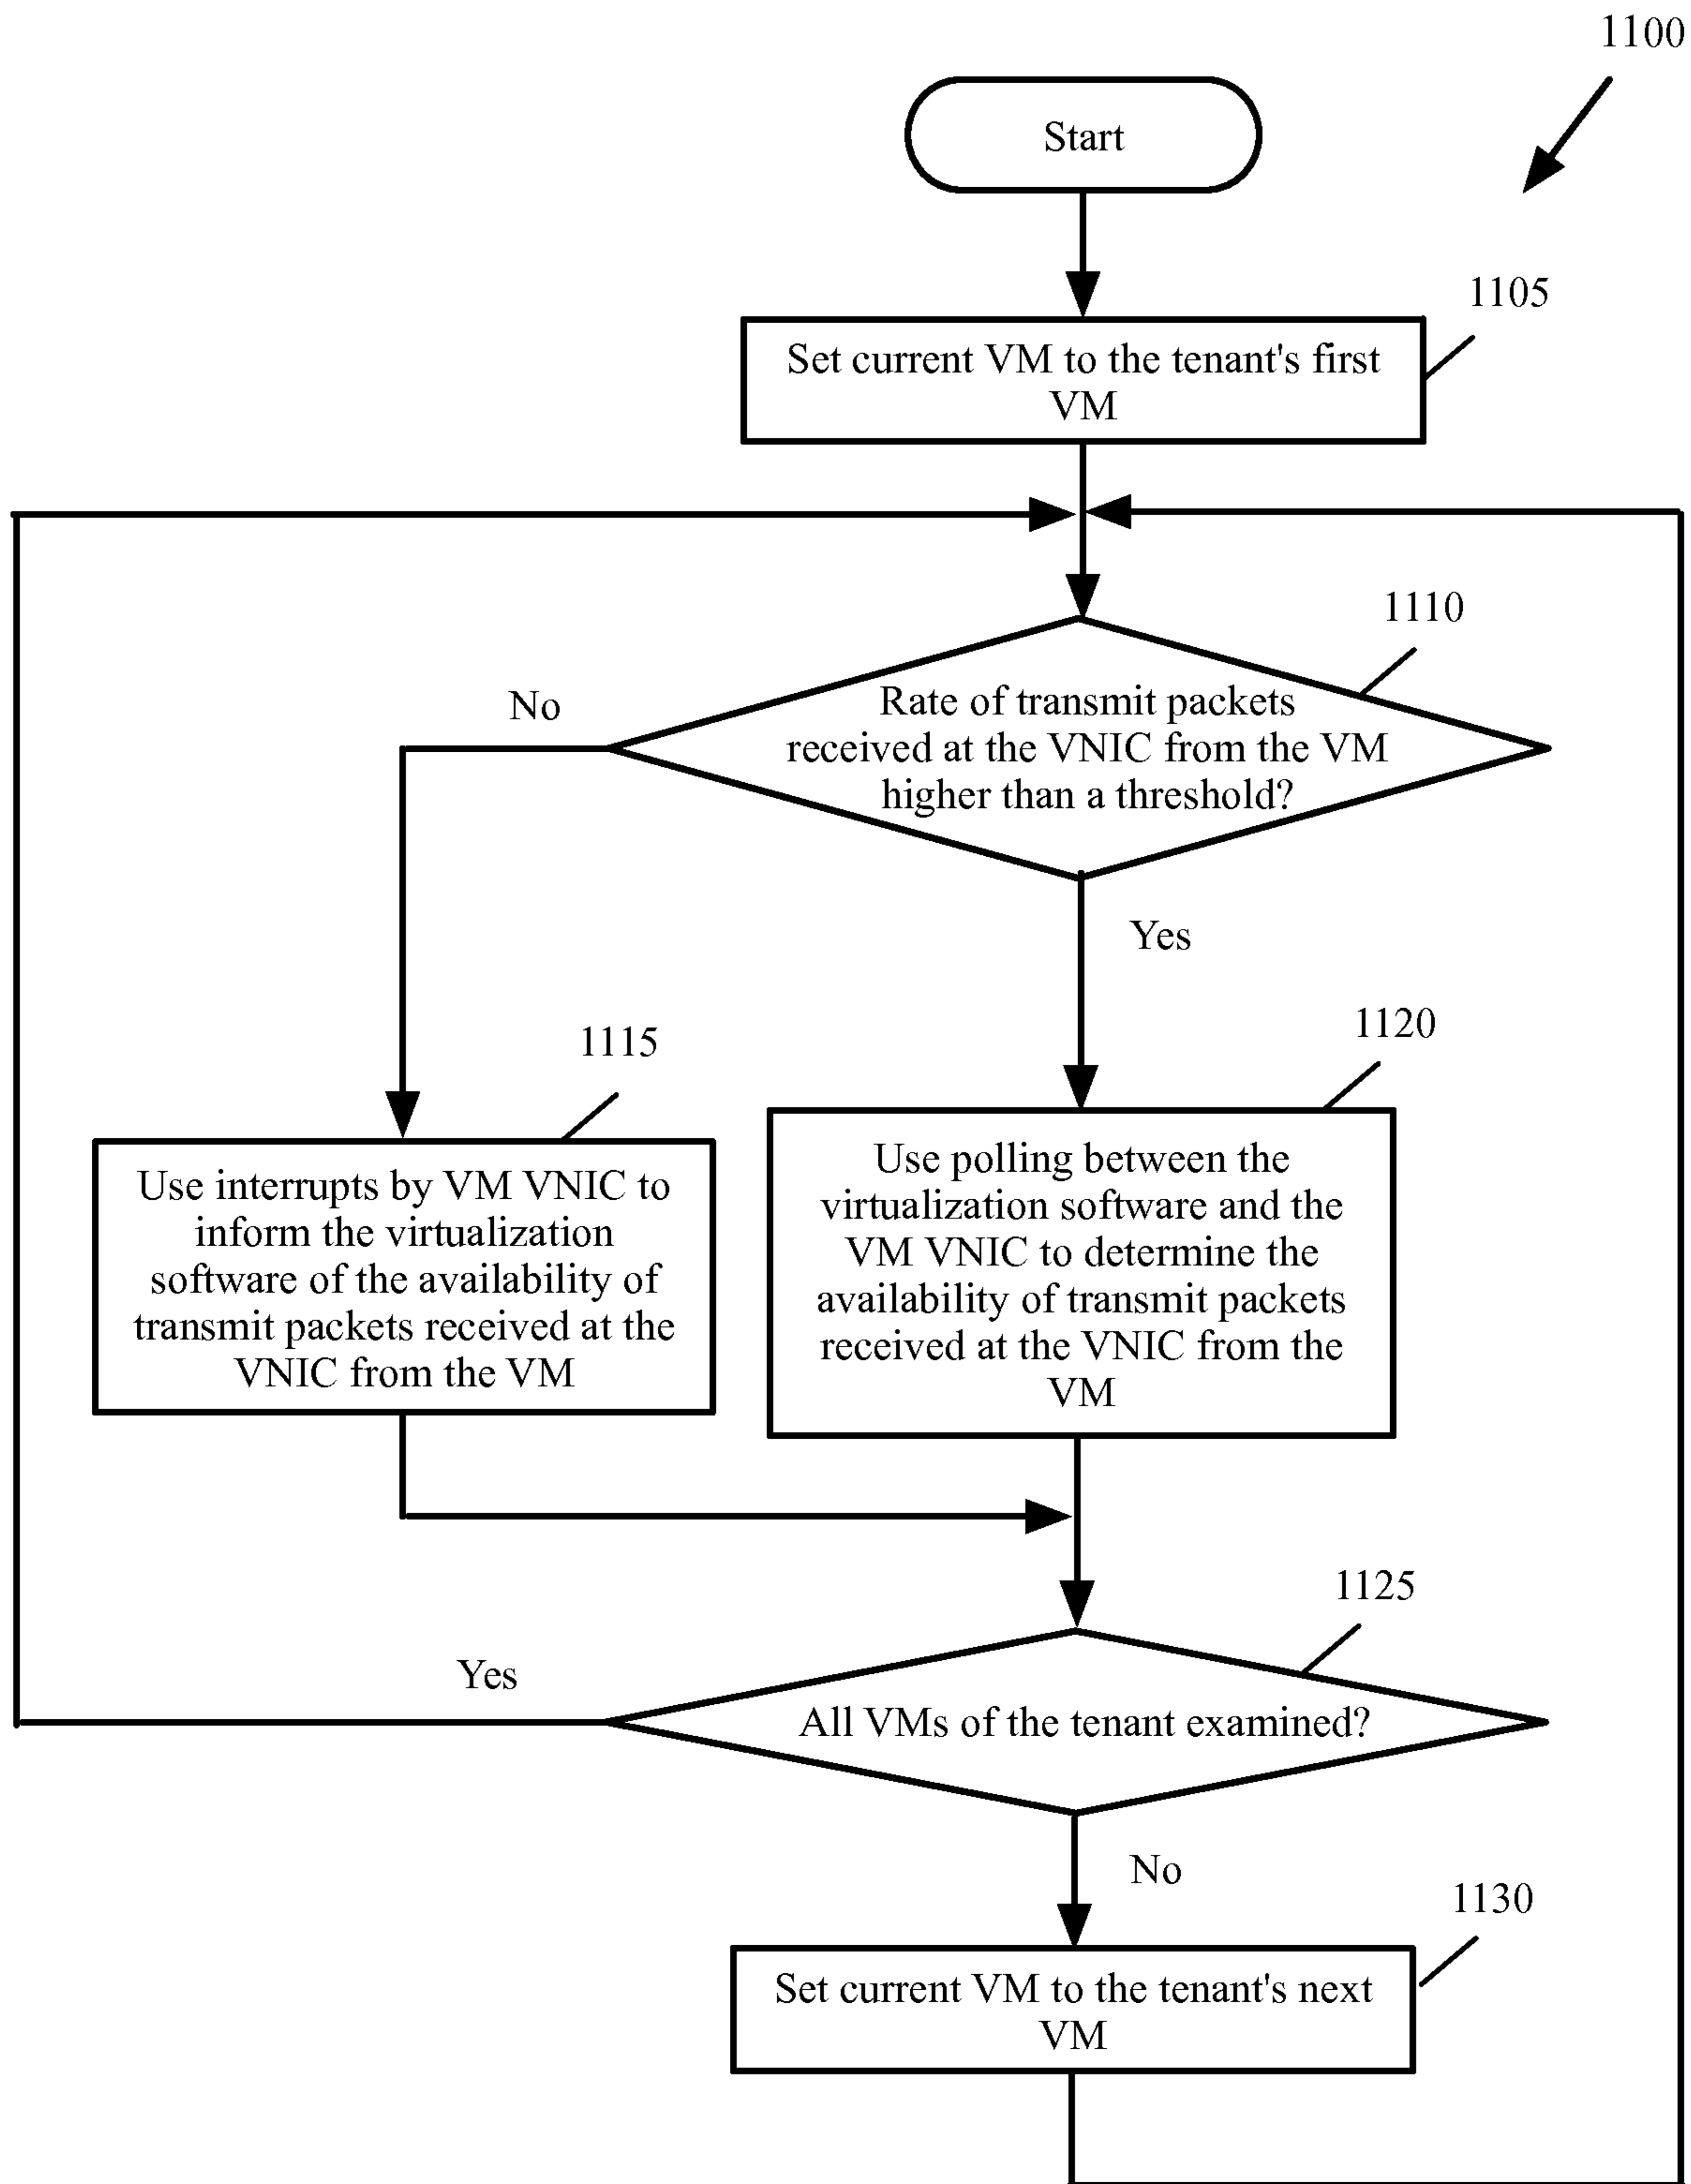 1100
Start
1105
Set current VM to the tenant's first
VM
1110
Rate of transmit packets
received at the VNIC from the VM
higher than a threshold?
No
Yes
1115
1120
Use interrupts by VM VNIC to
inform the virtualization
software of the availability of
transmit packets received at the
VNIC from the VM
Use polling between the
virtualization software and the
VM VNIC to determine the
availability of transmit packets
received at the VNIC from the
VM
1125
Yes
All VMs of the tenant examined?
No
1130
Set current VM to the tenant's next
VM